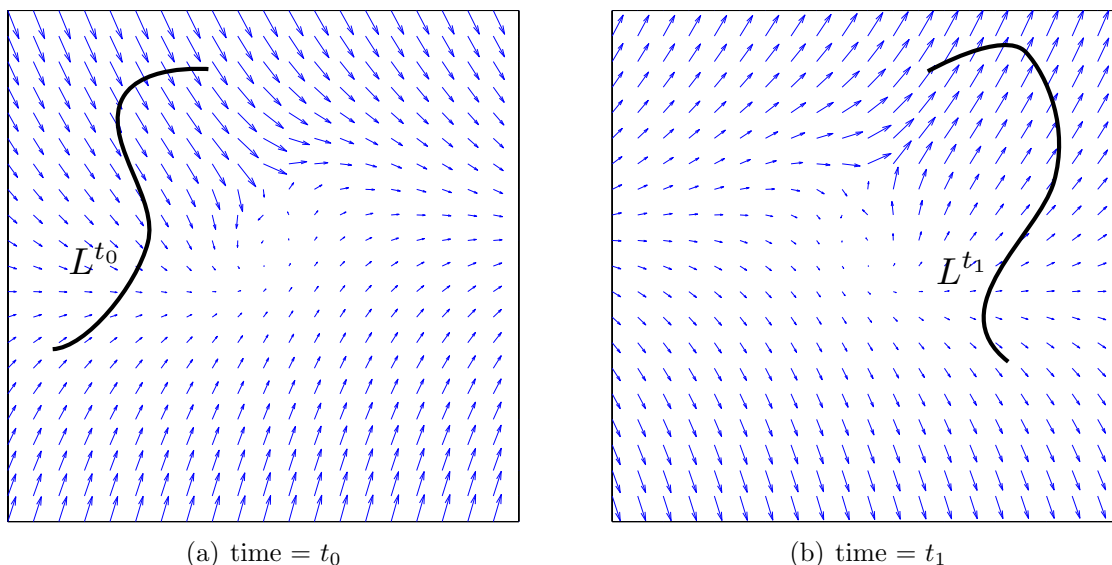 L^{t_0}
L^{t_1}
(a) time = t_0
(b) time = t_1